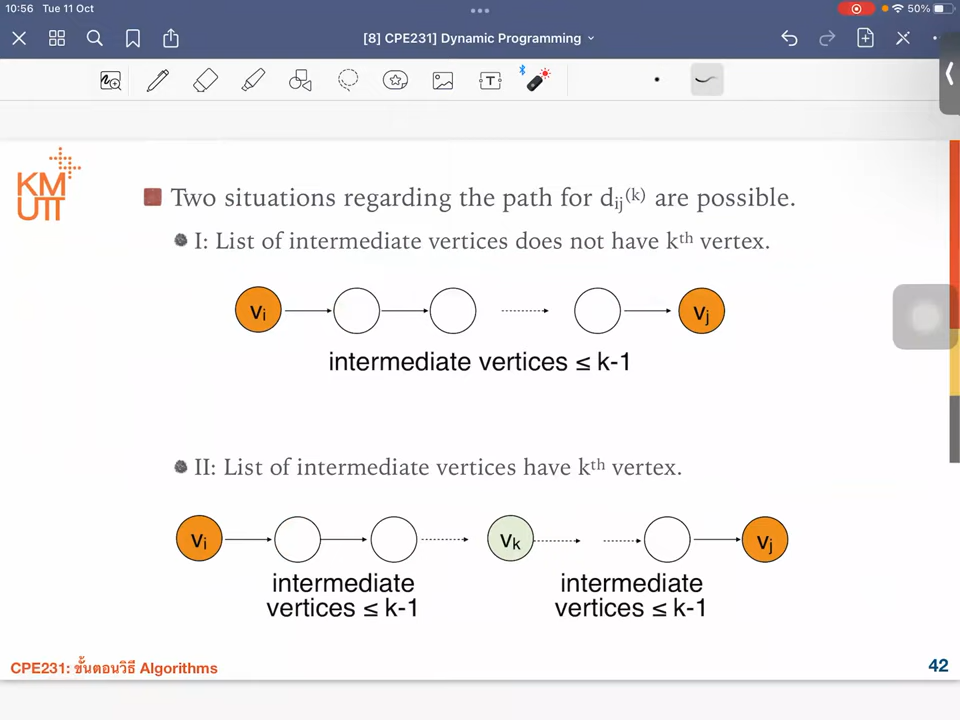 10:56 Tue 11 Oct
50%
[8] CPE231] Dynamic Programming
T
KM
UTT
Two situations regarding the path for dij(k) are possible.
I: List of intermediate vertices does not have kth vertex.
vi
vj
intermediate vertices ≤ k-1
II: List of intermediate vertices have kth vertex.
vi
vk
vj
intermediate
vertices ≤ k-1
intermediate
vertices ≤ k-1
CPE231: ขั้นตอนวิธี Algorithms
42